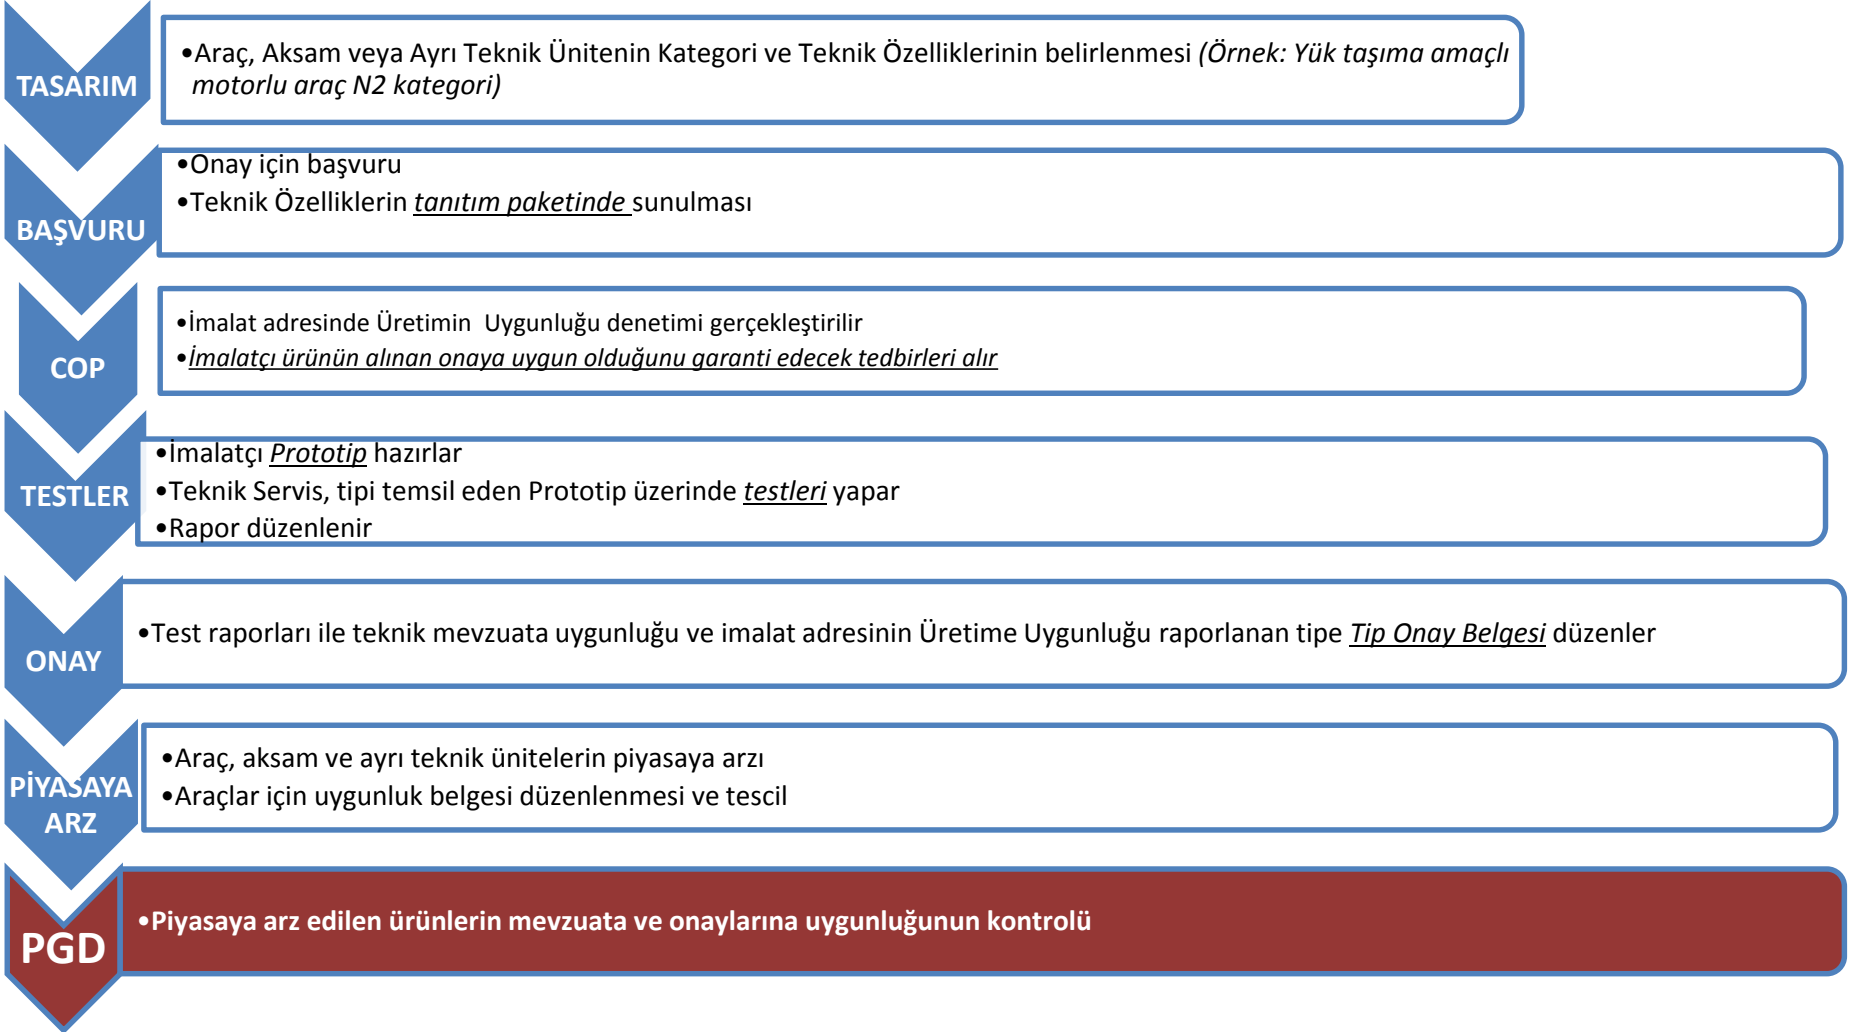 TASARIM
•Araç, Aksam veya Ayrı Teknik Ünitenin Kategori ve Teknik Özelliklerinin belirlenmesi (Örnek: Yük taşıma amaçlı
motorlu araç N2 kategori)
BAŞVURU
•Onay için başvuru
•Teknik Özelliklerin tanıtım paketinde sunulması
COP
•İmalat adresinde Üretimin Uygunluğu denetimi gerçekleştirilir
•İmalatçı ürünün alınan onaya uygun olduğunu garanti edecek tedbirleri alır
TESTLER
•İmalatçı Prototip hazırlar
•Teknik Servis, tipi temsil eden Prototip üzerinde testleri yapar
•Rapor düzenlenir
ONAY
•Test raporları ile teknik mevzuata uygunluğu ve imalat adresinin Üretime Uygunluğu raporlanan tipe Tip Onay Belgesi düzenler
PİYASAYA
ARZ
•Araç, aksam ve ayrı teknik ünitelerin piyasaya arzı
•Araçlar için uygunluk belgesi düzenlenmesi ve tescil
PGD
•Piyasaya arz edilen ürünlerin mevzuata ve onaylarına uygunluğunun kontrolü